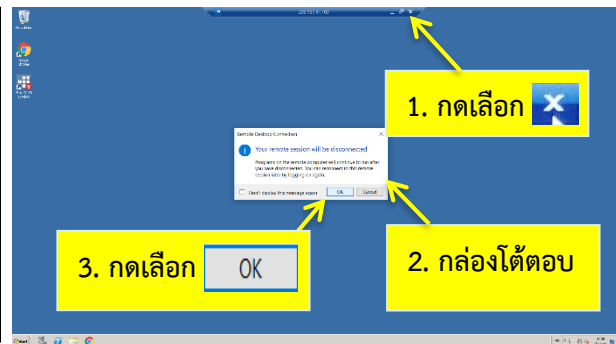 1. กดเลือก
Remote Desktop Connection
Your remote session will be disconnected
Programs on the remote computer will continue to run after
you have disconnected. You can reconnect to this remote
session later by logging on again.
Don't display this message again
OK
Cancel
3. กดเลือก OK
2. กล่องโต้ตอบ
Start